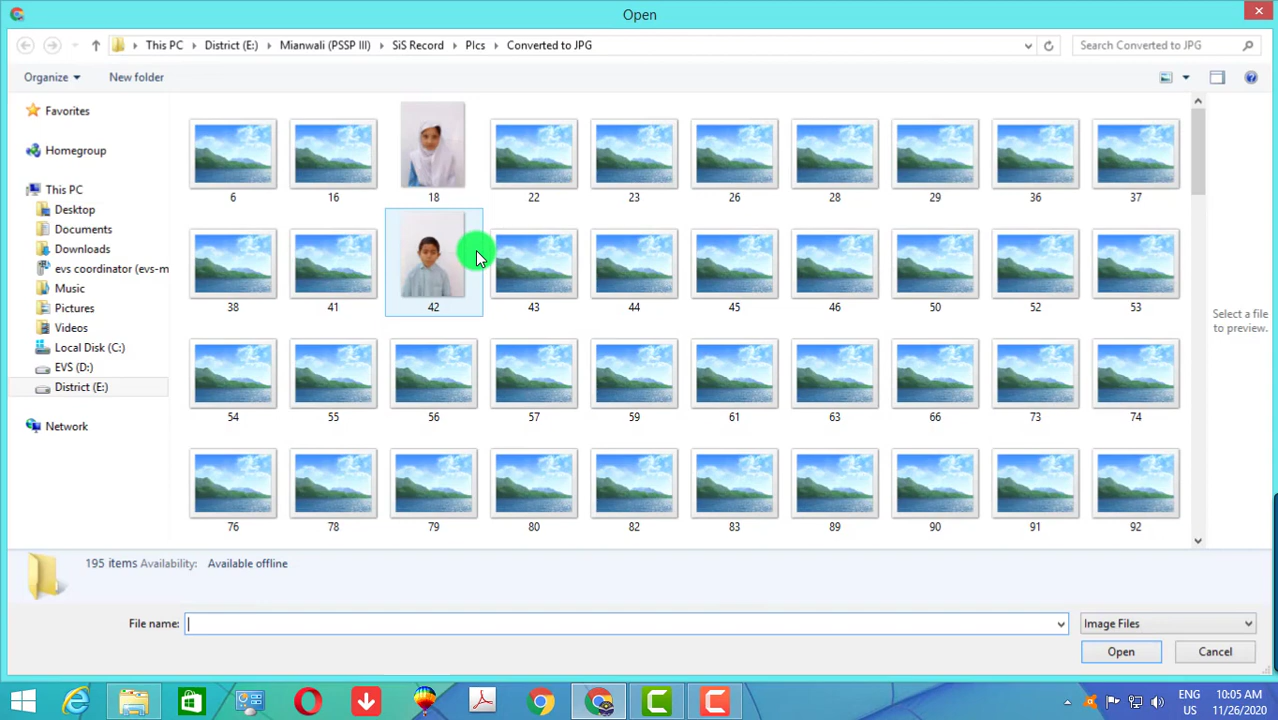 Open
This PC District (E:) Mianwali (PSSP III) SiS Record PIcs Converted to JPG Search Converted to JPG
Organize New folder
Favorites
Homegroup
This PC
Desktop
Documents
Downloads
evs coordinator (evs-m
Music
Pictures
Videos
Local Disk (C:)
EVS (D:)
District (E:)
Network
6 16 18 22 23 26 28 29 36 37
38 41 42 43 44 45 46 50 52 53
54 55 56 57 59 61 63 66 73 74
76 78 79 80 82 83 89 90 91 92
Select a file
to preview.
195 items Availability: Available offline
File name: Image Files
Open Cancel
ENG 10:05 AM
US 11/26/2020